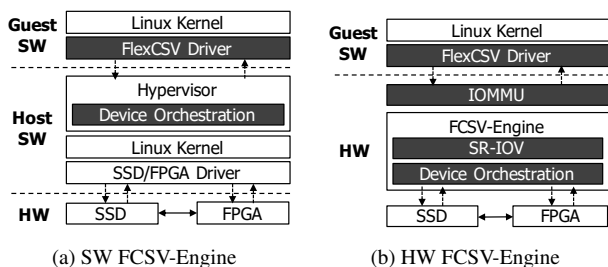 Guest SW
Linux Kernel
FlexCSV Driver
Host SW
Hypervisor
Device Orchestration
Linux Kernel
SSD/FPGA Driver
HW
SSD
FPGA
(a) SW FCSV-Engine
Guest SW
Linux Kernel
FlexCSV Driver
IOMMU
HW
FCSV-Engine
SR-IOV
Device Orchestration
SSD
FPGA
(b) HW FCSV-Engine